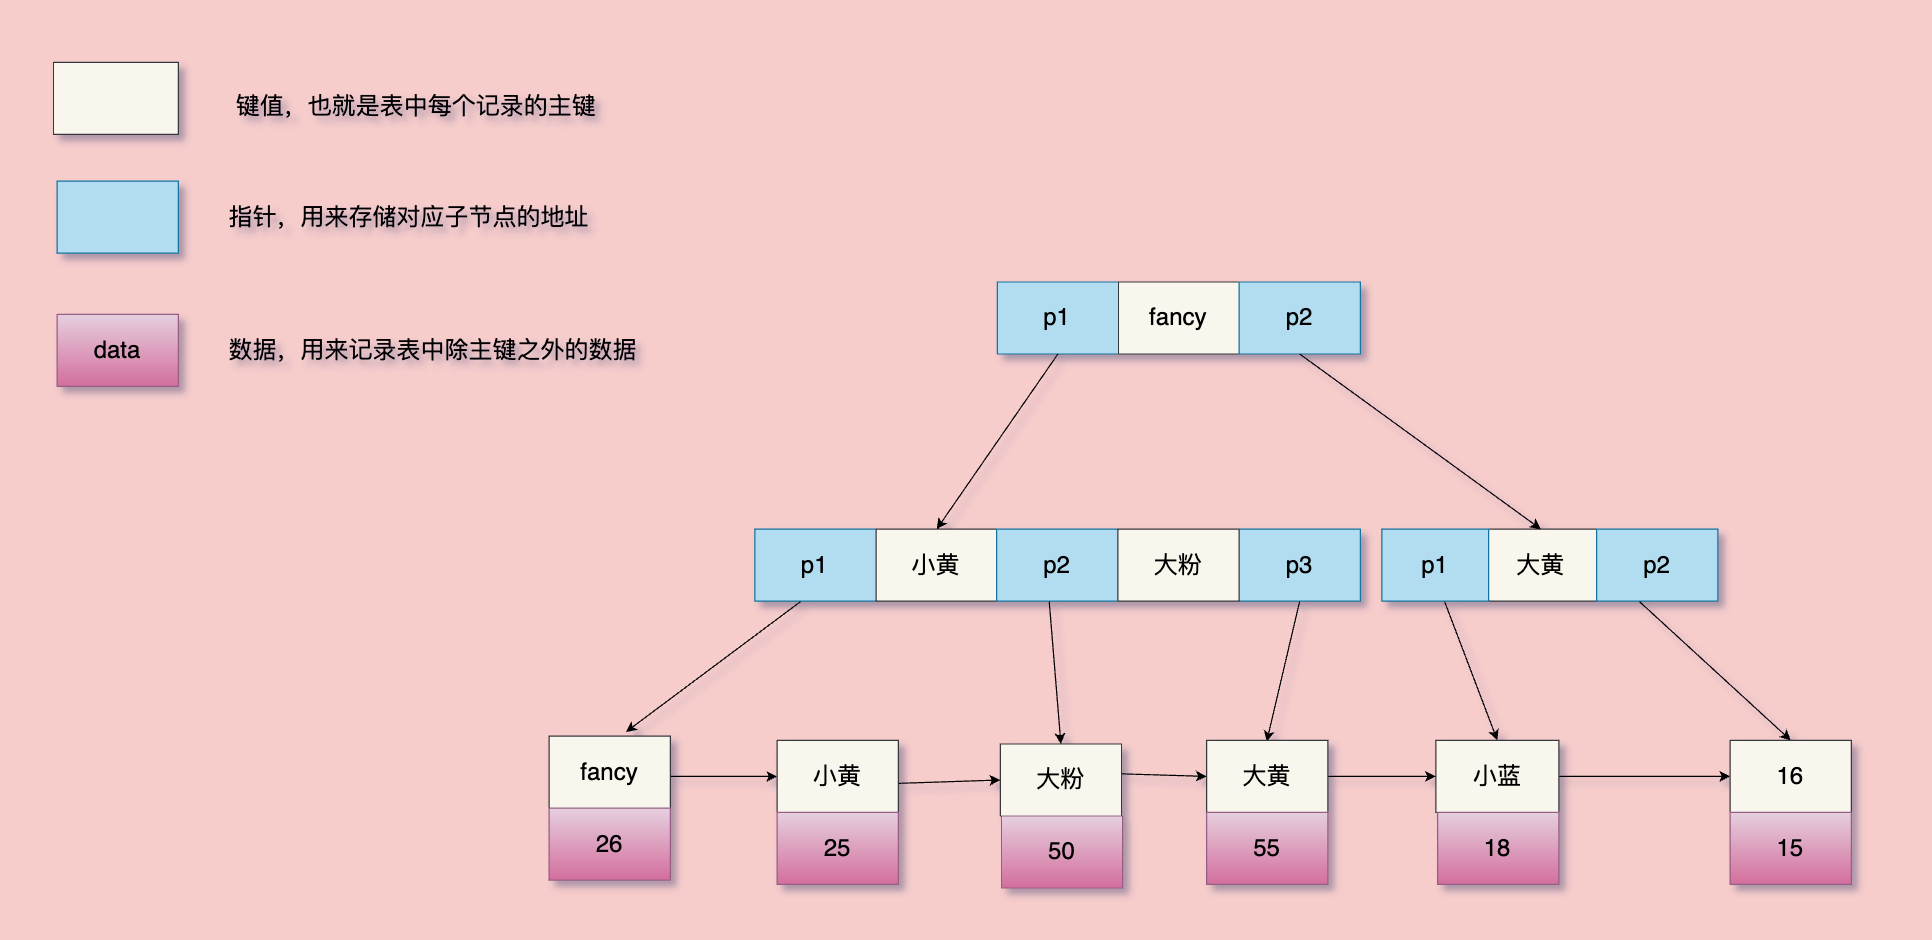 键值，也就是表中每个记录的主键
指针，用来存储对应子节点的地址
data
数据，用来记录表中除主键之外的数据
p1 fancy p2
p1 小黄 p2 大粉 p3
p1 大黄 p2
fancy
26
小黄
25
大粉
50
大黄
55
小蓝
18
16
15